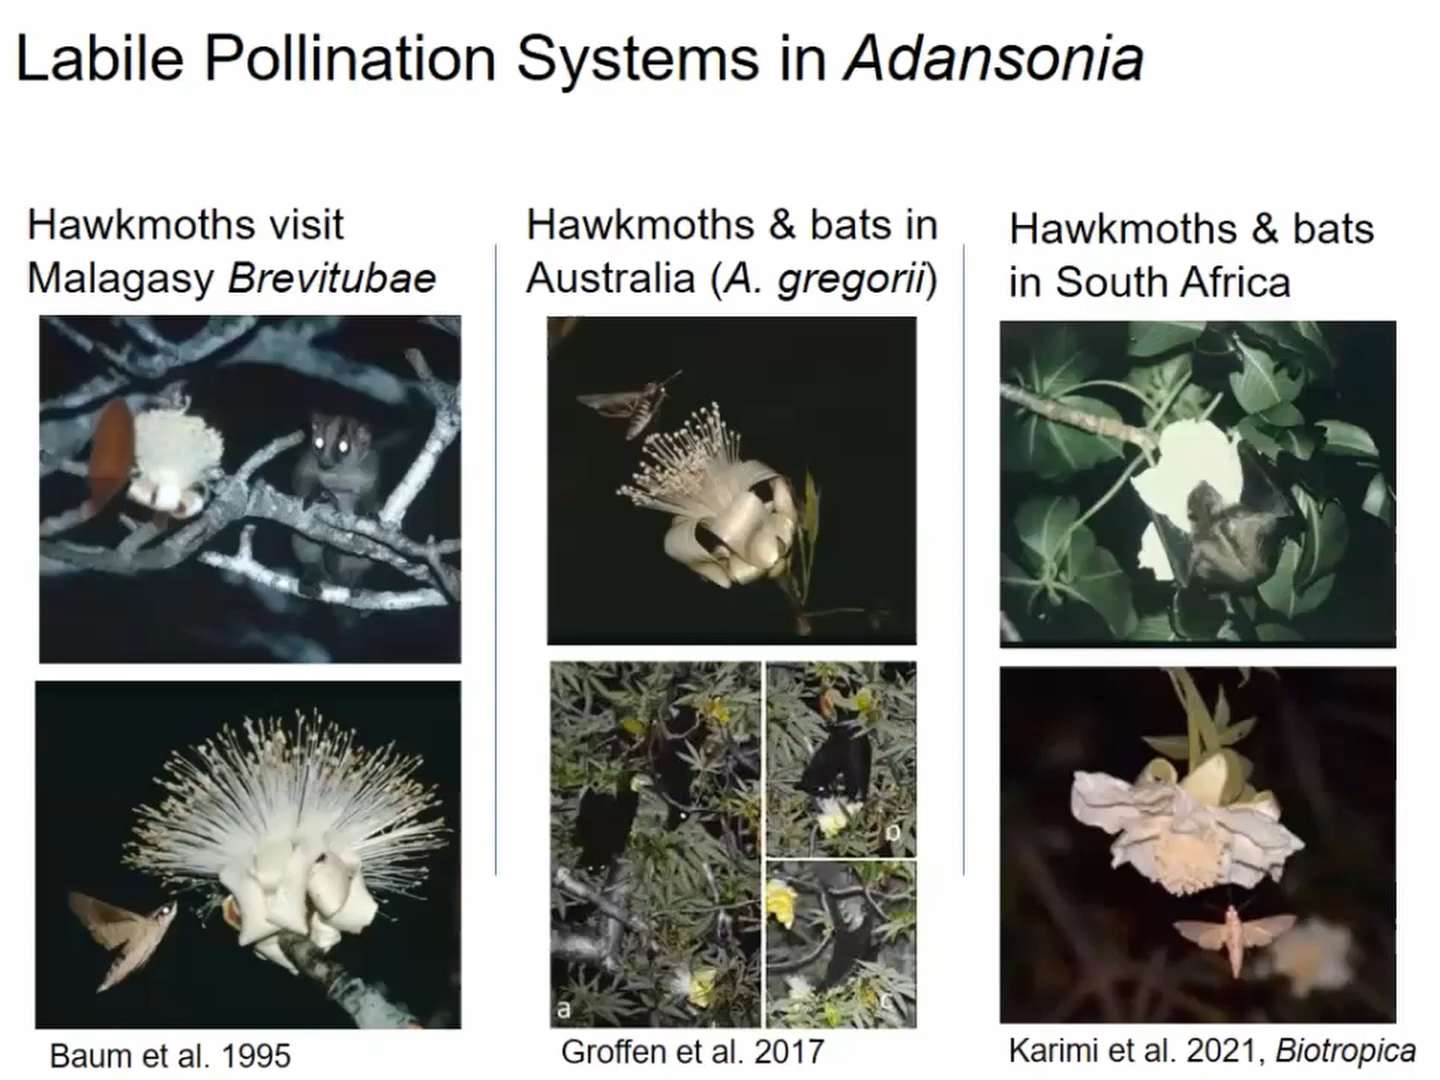 Labile Pollination Systems in Adansonia
Hawkmoths visit
Malagasy Brevitubae
Hawkmoths & bats in
Australia (A. gregorii)
Hawkmoths & bats
in South Africa
a
b
c
Baum et al. 1995
Groffen et al. 2017
Karimi et al. 2021, Biotropica